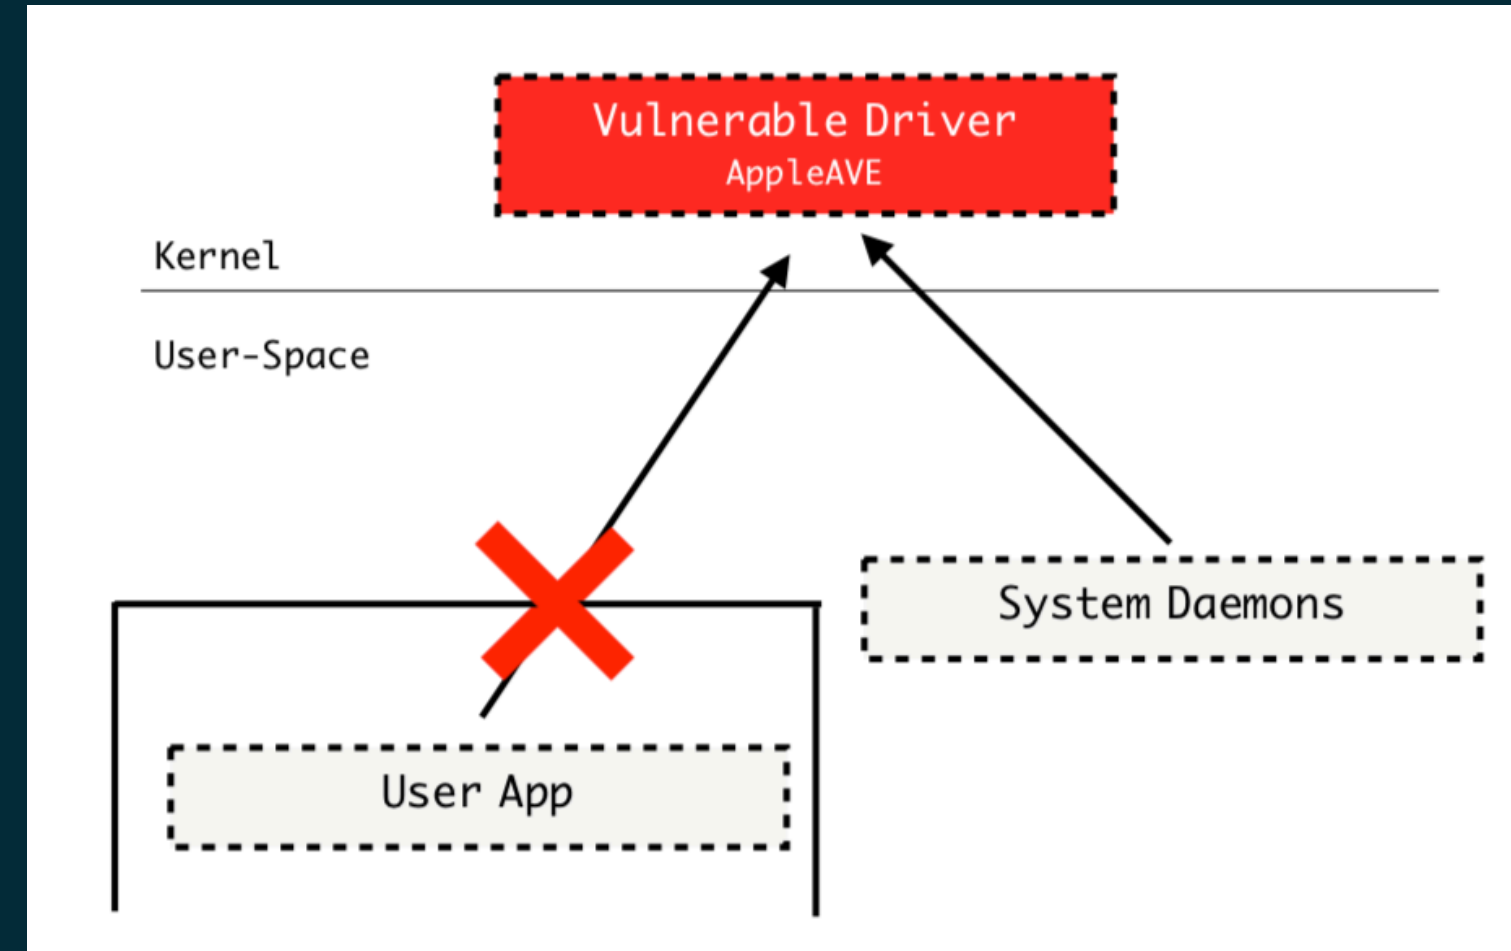 Vulnerable Driver
AppleAVE
Kernel
User-Space
System Daemons
User App